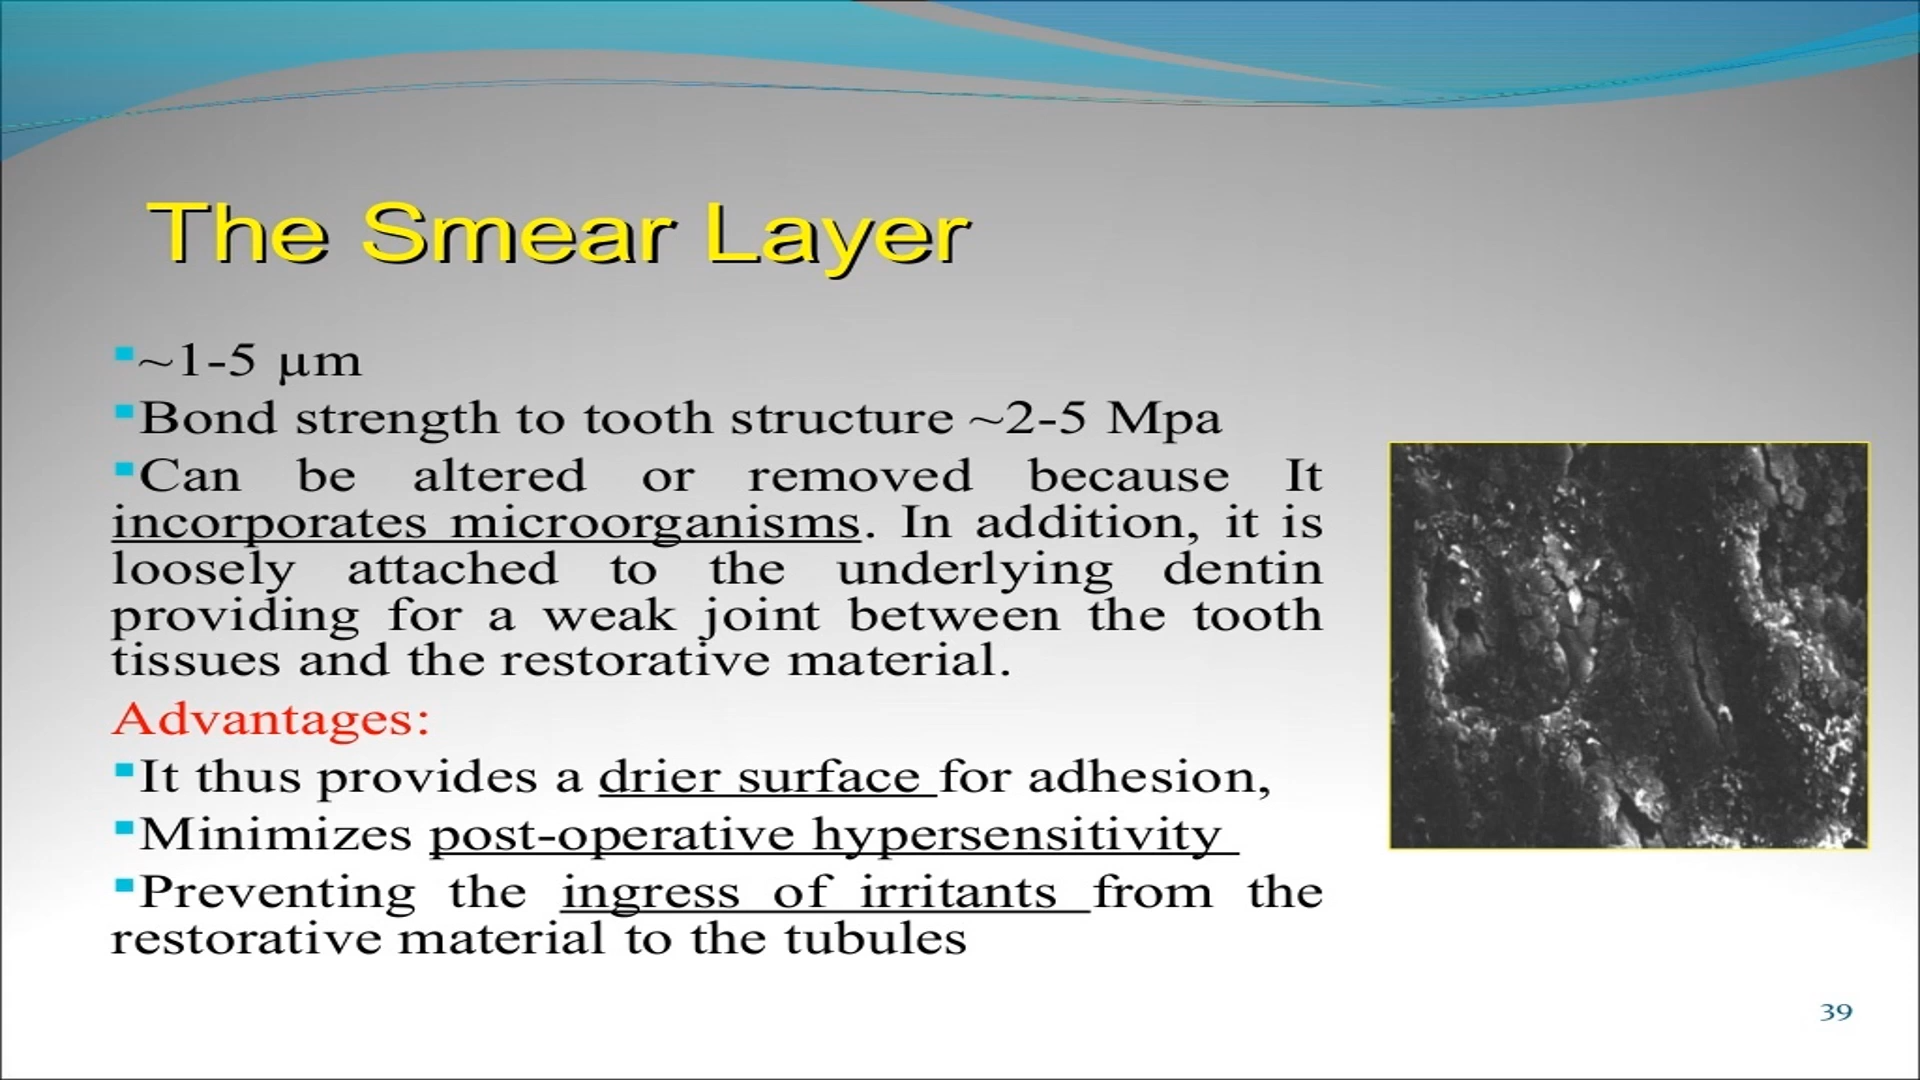 The Smear Layer
~1-5 µm
Bond strength to tooth structure ~2-5 Mpa
Can be altered or removed because It
incorporates microorganisms. In addition, it is
loosely attached to the underlying dentin
providing for a weak joint between the tooth
tissues and the restorative material.
Advantages:
It thus provides a drier surface for adhesion,
Minimizes post-operative hypersensitivity
Preventing the ingress of irritants from the
restorative material to the tubules
39